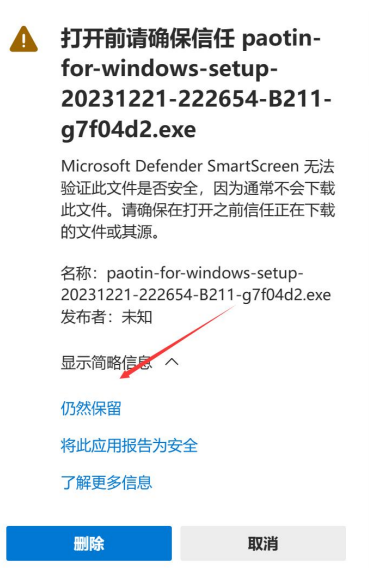 打开前请确保信任 paotin-
for-windows-setup-
20231221-222654-B211-
g7f04d2.exe
Microsoft Defender SmartScreen 无法
验证此文件是否安全，因为通常不会下载
此文件。请确保在打开之前信任正在下载
的文件或其源。
名称：paotin-for-windows-setup-
20231221-222654-B211-g7f04d2.exe
发布者：未知
显示简略信息
仍然保留
将此应用报告为安全
了解更多信息
删除
取消